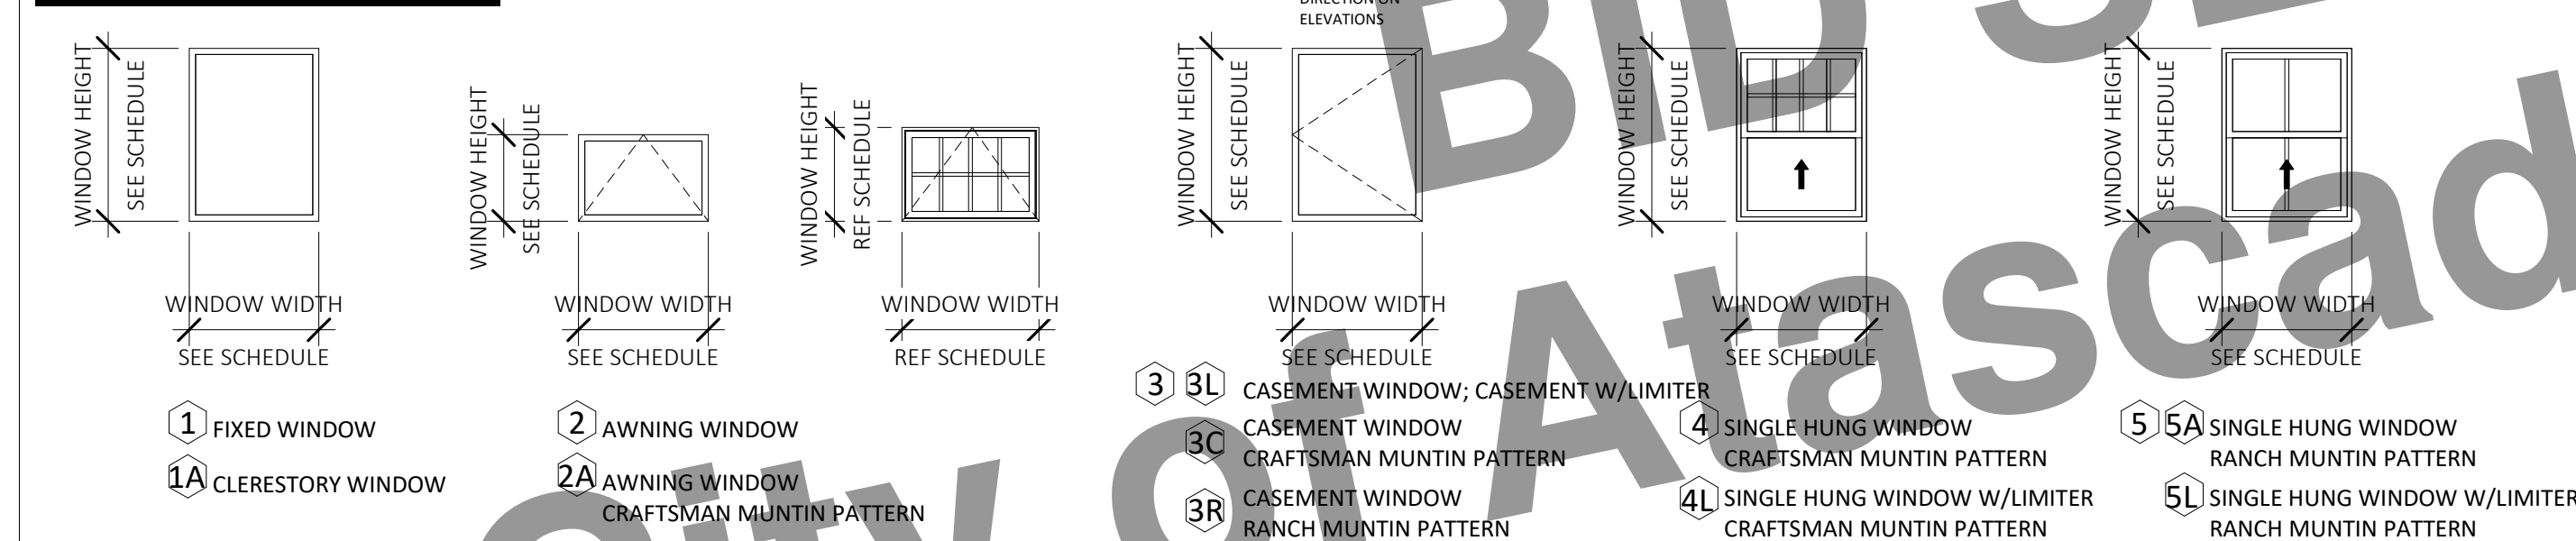 DIRECTION ON
ELEVATIONS
WINDOW HEIGHT
SEE SCHEDULE
WINDOW WIDTH
SEE SCHEDULE
1 FIXED WINDOW
1A CLERESTORY WINDOW
WINDOW HEIGHT
SEE SCHEDULE
WINDOW WIDTH
SEE SCHEDULE
2 AWNING WINDOW
2A AWNING WINDOW
CRAFTSMAN MUNTIN PATTERN
WINDOW HEIGHT
REF SCHEDULE
WINDOW WIDTH
REF SCHEDULE
WINDOW HEIGHT
SEE SCHEDULE
WINDOW WIDTH
SEE SCHEDULE
3 3L CASEMENT WINDOW; CASEMENT W/LIMITER
3C CASEMENT WINDOW
CRAFTSMAN MUNTIN PATTERN
3R CASEMENT WINDOW
RANCH MUNTIN PATTERN
WINDOW HEIGHT
SEE SCHEDULE
WINDOW WIDTH
SEE SCHEDULE
4 SINGLE HUNG WINDOW
CRAFTSMAN MUNTIN PATTERN
4L SINGLE HUNG WINDOW W/LIMITER
CRAFTSMAN MUNTIN PATTERN
WINDOW HEIGHT
SEE SCHEDULE
WINDOW WIDTH
SEE SCHEDULE
5 5A SINGLE HUNG WINDOW
RANCH MUNTIN PATTERN
5L SINGLE HUNG WINDOW W/LIMITER
RANCH MUNTIN PATTERN
BID
City of Atascad